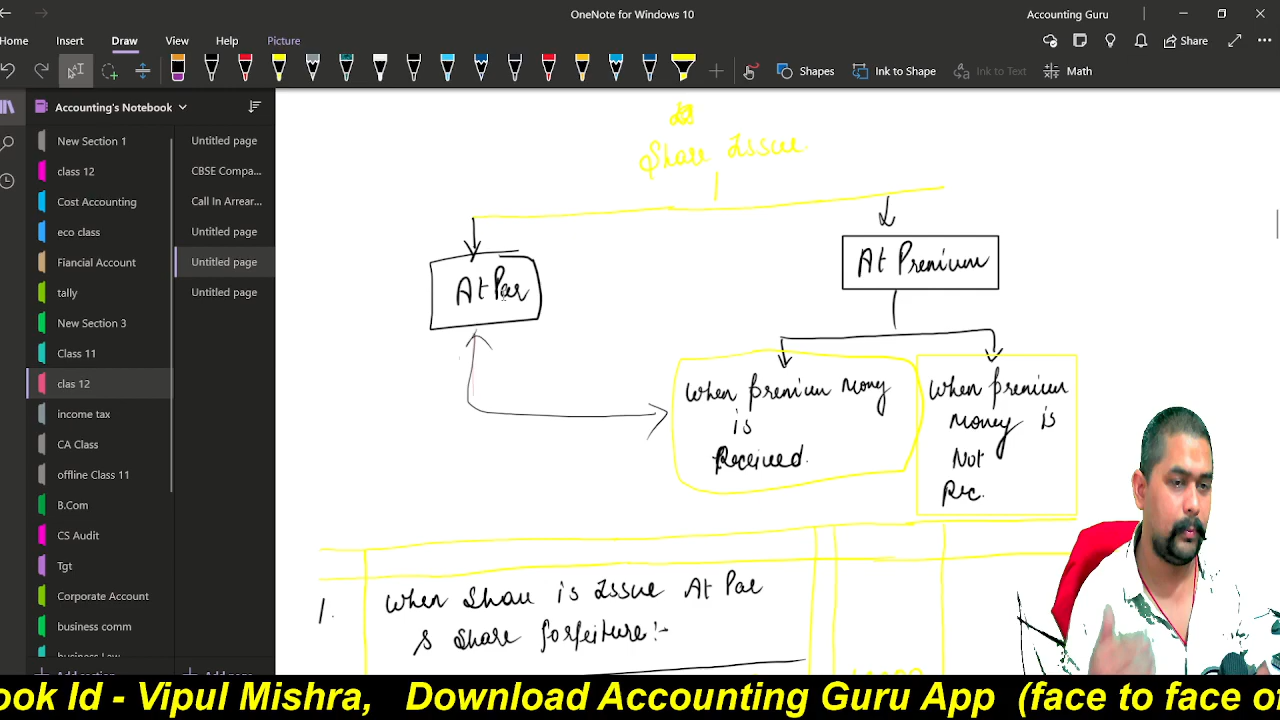 OneNote for Windows 10
Accounting Guru
Home Insert Draw View Help Picture
Share
Shapes Ink to Shape Ink to Text Math
Accounting's Notebook
New Section 1
class 12
Cost Accounting
eco class
Fiancial Account
tally
New Section 3
Class 11
clas 12
income tax
CA Class
offline Class 11
B.Com
CS Audit
Tgt
Corporate Account
business comm
business Law
Untitled page
CBSE Compa...
Call In Arrear...
Untitled page
Untitled page
Untitled page
Share Issue
At Par
At Premium
When premium Money
is
Received.
When premium
Money is
Not
Rec.
1. When Share is Issue At Par
& Share forfeiture:-
ook Id - Vipul Mishra, Download Accounting Guru App (face to face of